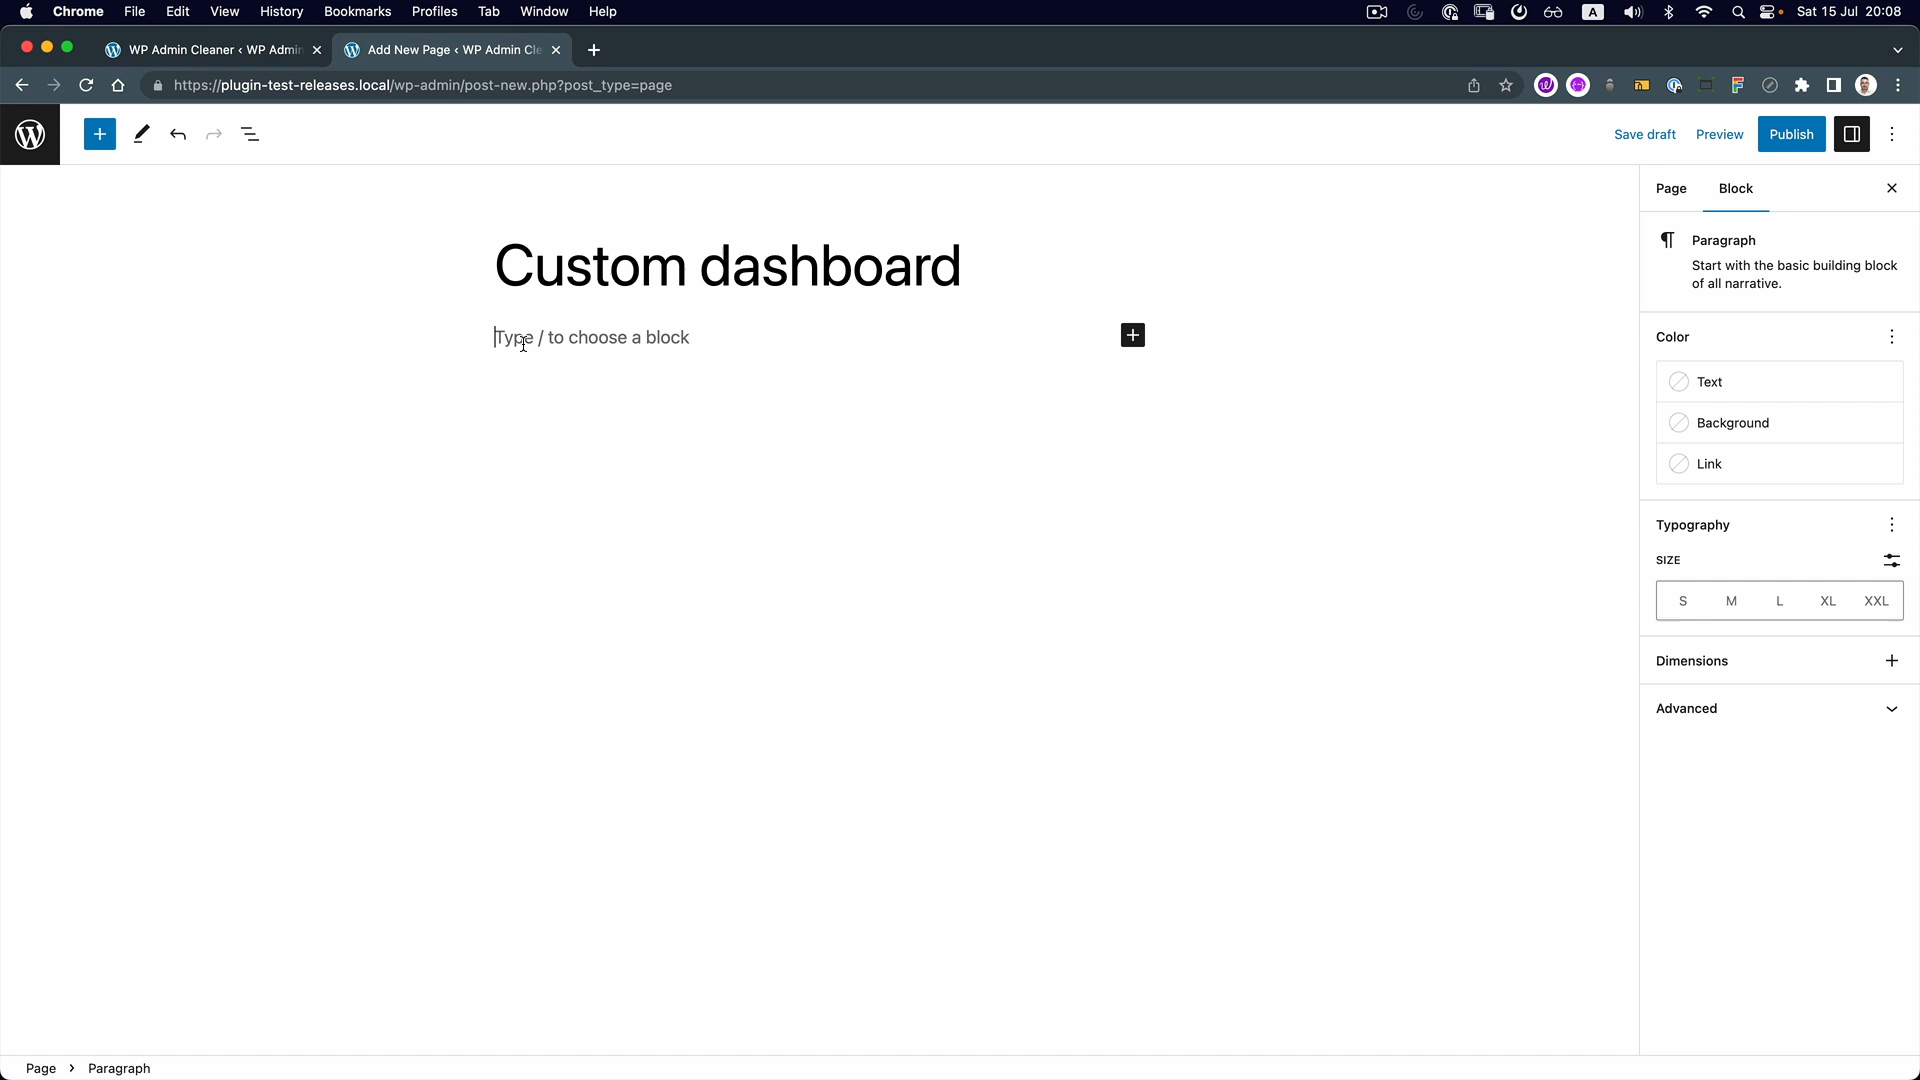 Chrome File Edit View History Bookmarks Profiles Tab Window Help A Sat 15 Jul 20:08
WP Admin Cleaner ‹ WP Admin Add New Page ‹ WP Admin Cle
https://plugin-test-releases.local/wp-admin/post-new.php?post_type=page
Save draft Preview Publish
Page Block
Custom dashboard
Type / to choose a block
Paragraph
Start with the basic building block
of all narrative.
Color
Text
Background
Link
Typography
SIZE
S M L XL XXL
Dimensions
Advanced
Page › Paragraph